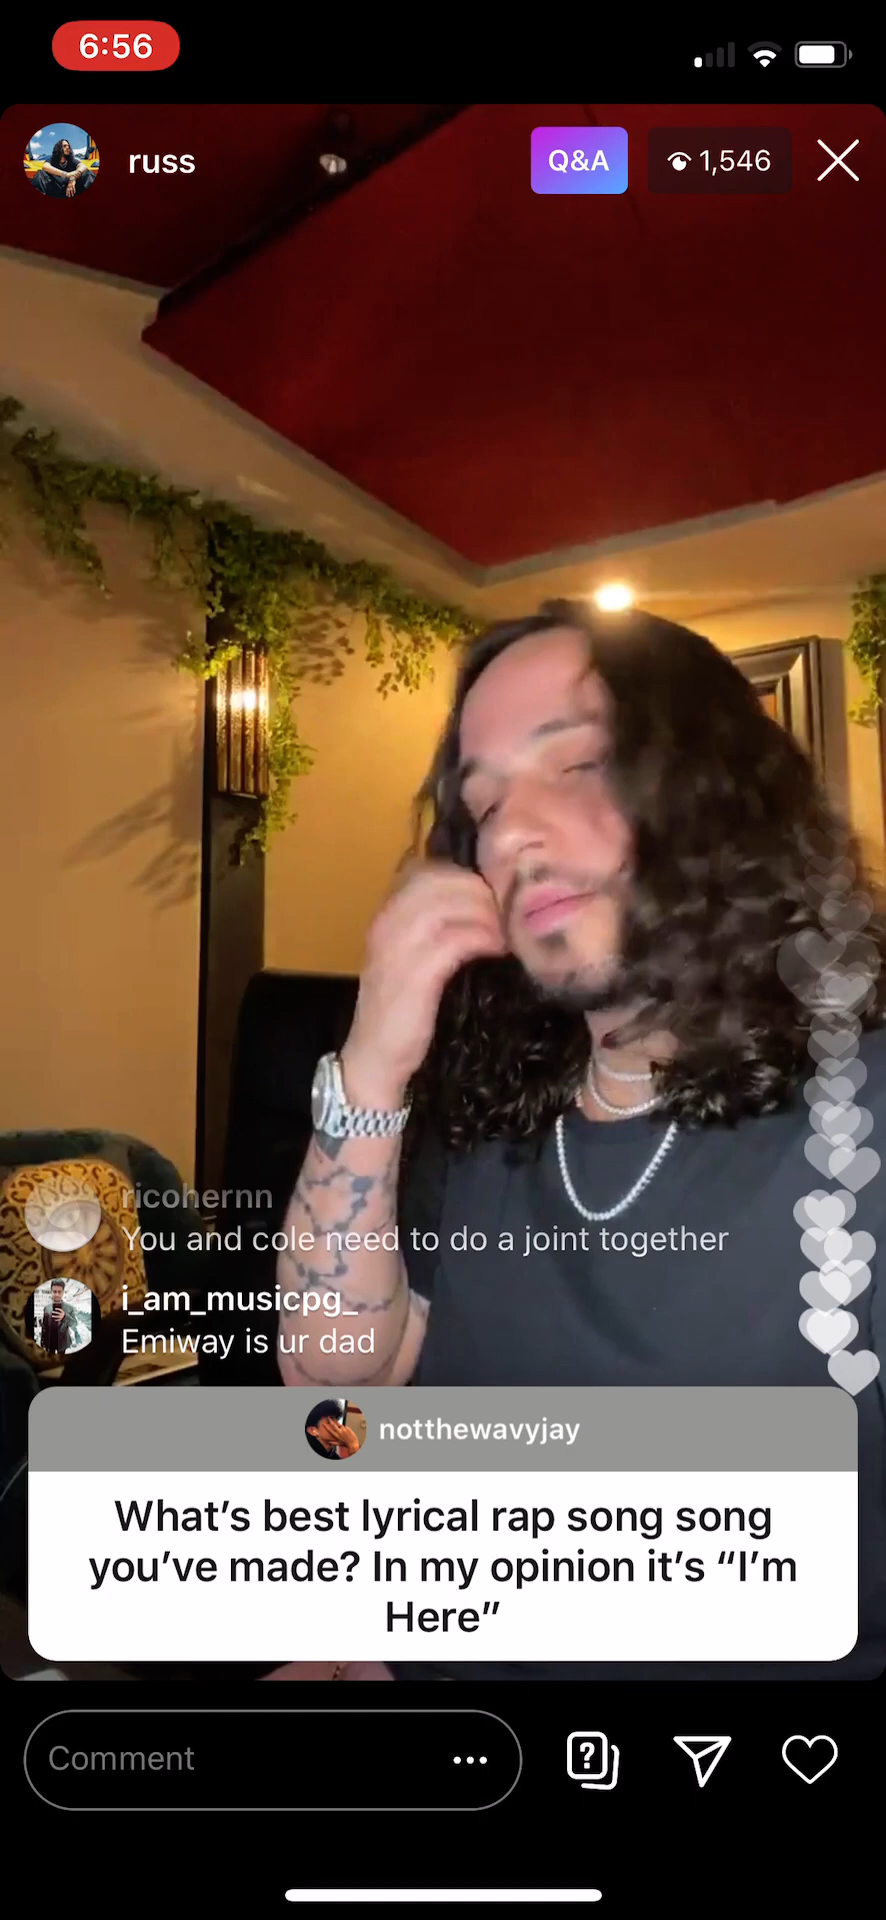 6:56
russ
Q&A
1,546
ricohernn
You and cole need to do a joint together
i_am_musicpg_
Emiway is ur dad
notthewavyjay
What's best lyrical rap song song
you've made? In my opinion it's “I'm
Here”
Comment